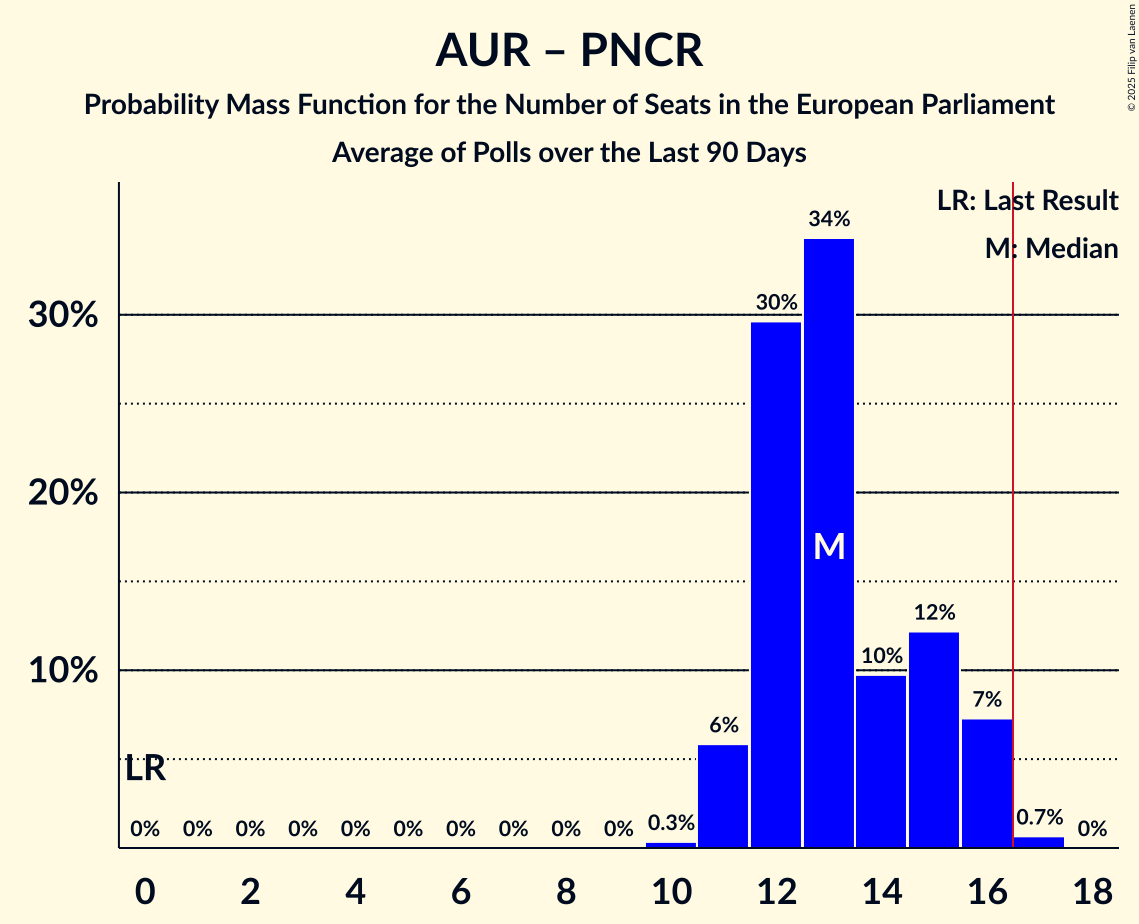 AUR – PNCR
Probability Mass Function for the Number of Seats in the European Parliament
Average of Polls over the Last 90 Days
© 2025 Filip van Laenen
LR: Last Result
M: Median
34%
30%
30%
20%
M
12%
10%
10%
7%
6%
LR
0% 0% 0% 0% 0% 0% 0% 0% 0% 0% 0.3% 0.7% 0%
0 2 4 6 8 10 12 14 16 18